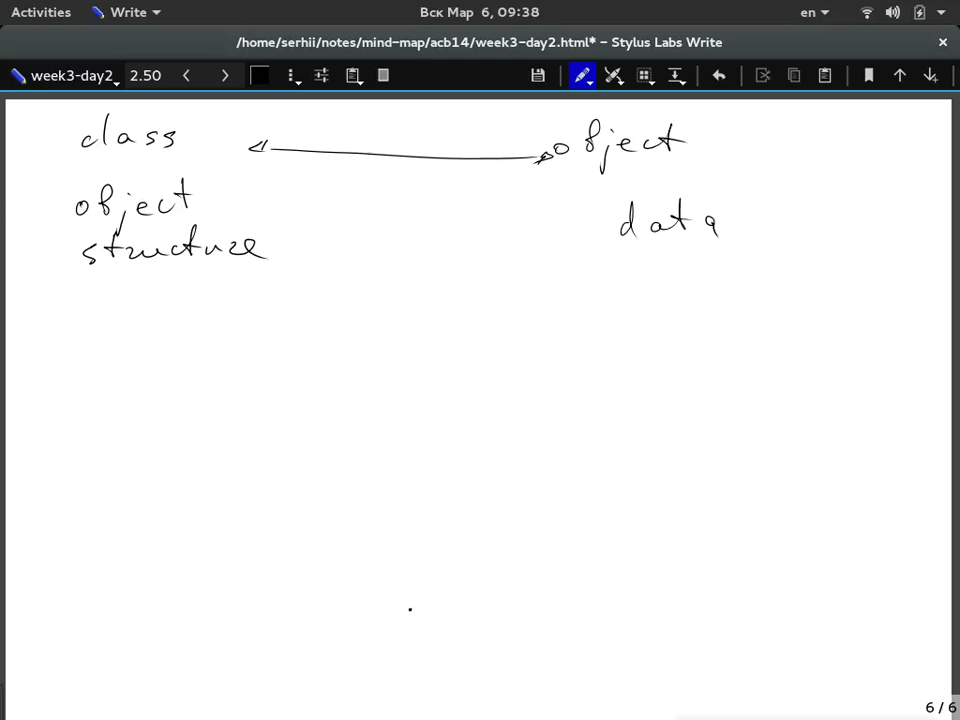 Activities Write Вск Мар 6, 09:38 en
/home/serhii/notes/mind-map/acb14/week3-day2.html* – Stylus Labs Write
week3-day2 2.50
class object
object data
structure
6 / 6